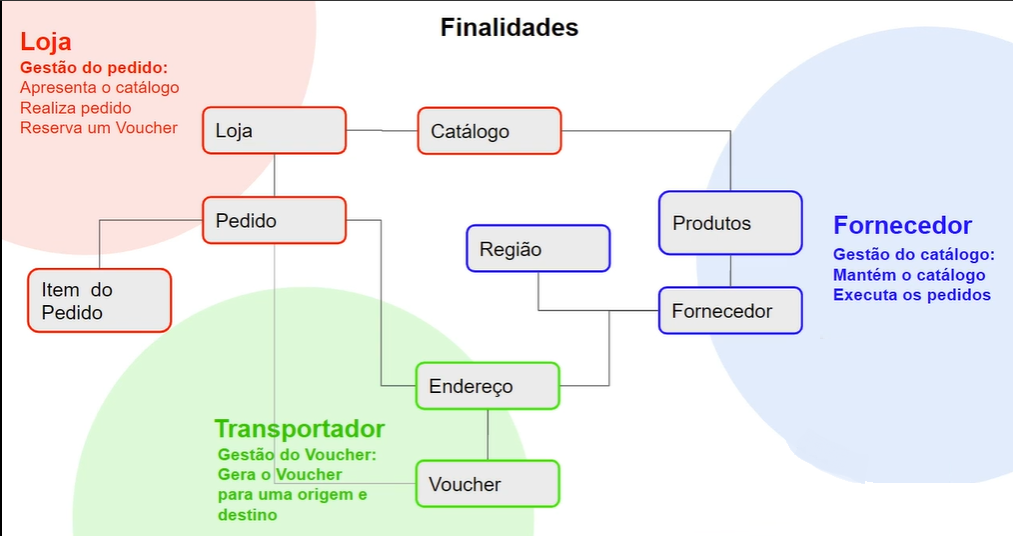 Finalidades
Loja
Gestão do pedido:
Apresenta o catálogo
Realiza pedido
Reserva um Voucher
Loja
Catálogo
Pedido
Produtos
Região
Fornecedor
Gestão do catálogo:
Mantém o catálogo
Executa os pedidos
Item do
Pedido
Fornecedor
Endereço
Transportador
Gestão do Voucher:
Gera o Voucher
para uma origem e
destino
Voucher